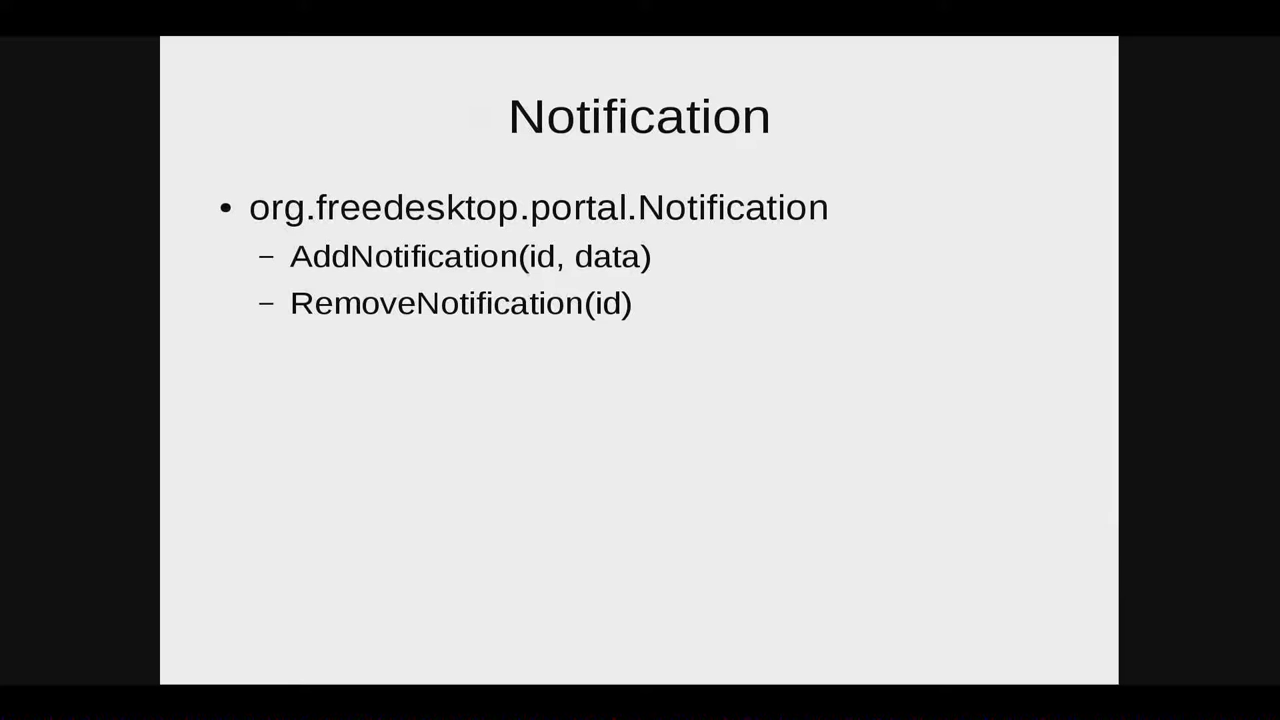 Notification
• org.freedesktop.portal.Notification
– AddNotification(id, data)
– RemoveNotification(id)